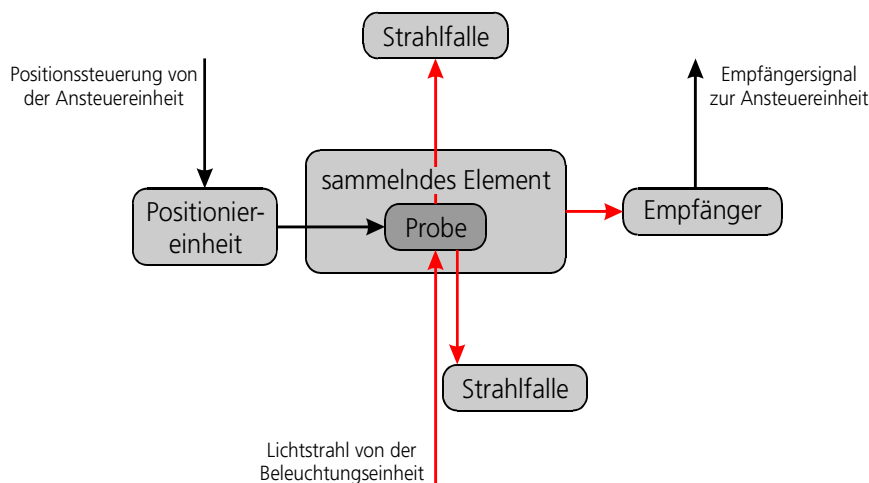 Strahlfalle
Positionssteuerung von
der Ansteuereinheit
Empfängersignal
zur Ansteuereinheit
sammelndes Element
Positionier-
einheit
Probe
Empfänger
Strahlfalle
Lichtstrahl von der
Beleuchtungseinheit